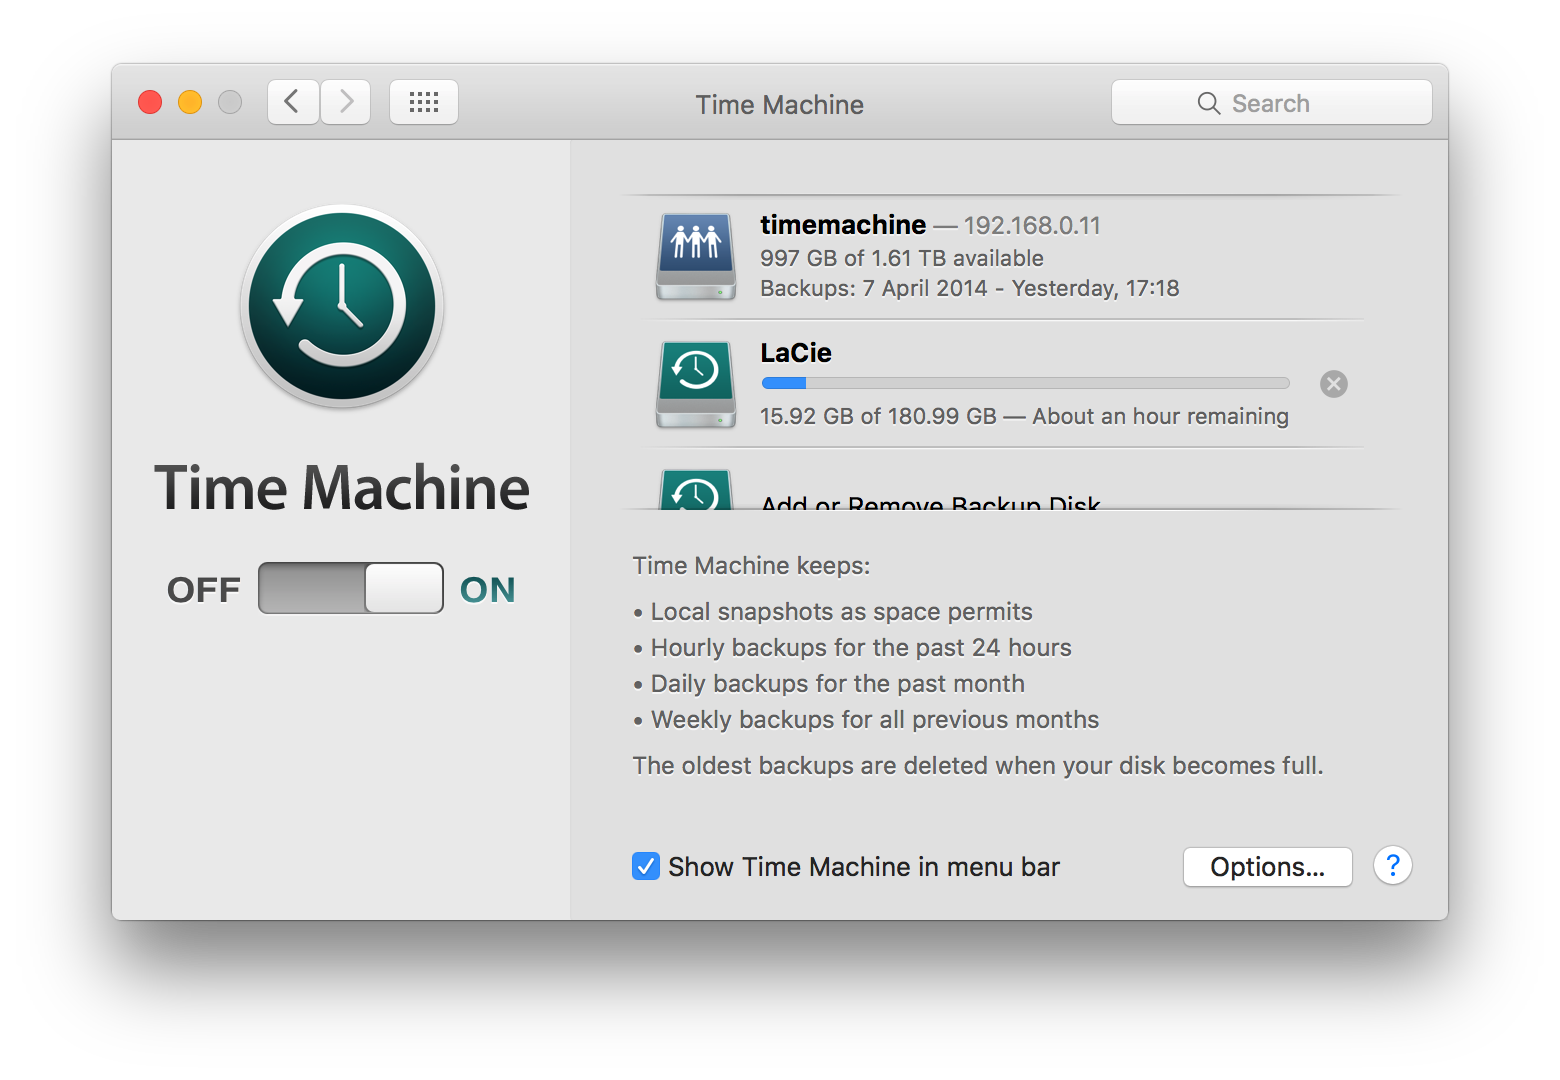 Time Machine
Search
Time Machine
OFF ON
timemachine — 192.168.0.11
997 GB of 1.61 TB available
Backups: 7 April 2014 - Yesterday, 17:18
LaCie
15.92 GB of 180.99 GB — About an hour remaining
Add or Remove Backup Disk
Time Machine keeps:
• Local snapshots as space permits
• Hourly backups for the past 24 hours
• Daily backups for the past month
• Weekly backups for all previous months
The oldest backups are deleted when your disk becomes full.
Show Time Machine in menu bar
Options... ?